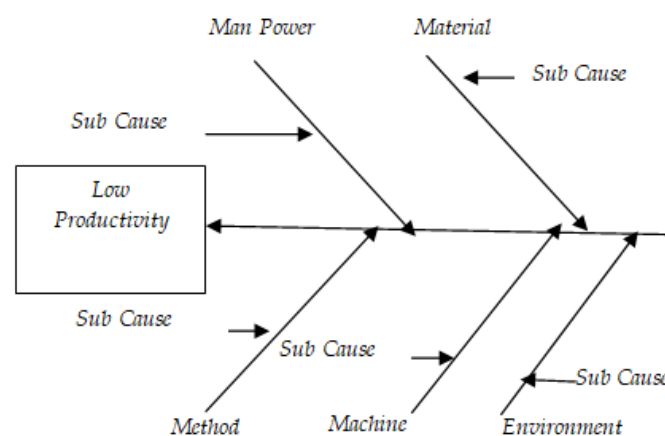 Man Power
Material
Sub Cause
Sub Cause
Low
Productivity
Sub Cause
Sub Cause
Sub Cause
Method
Machine
Environment